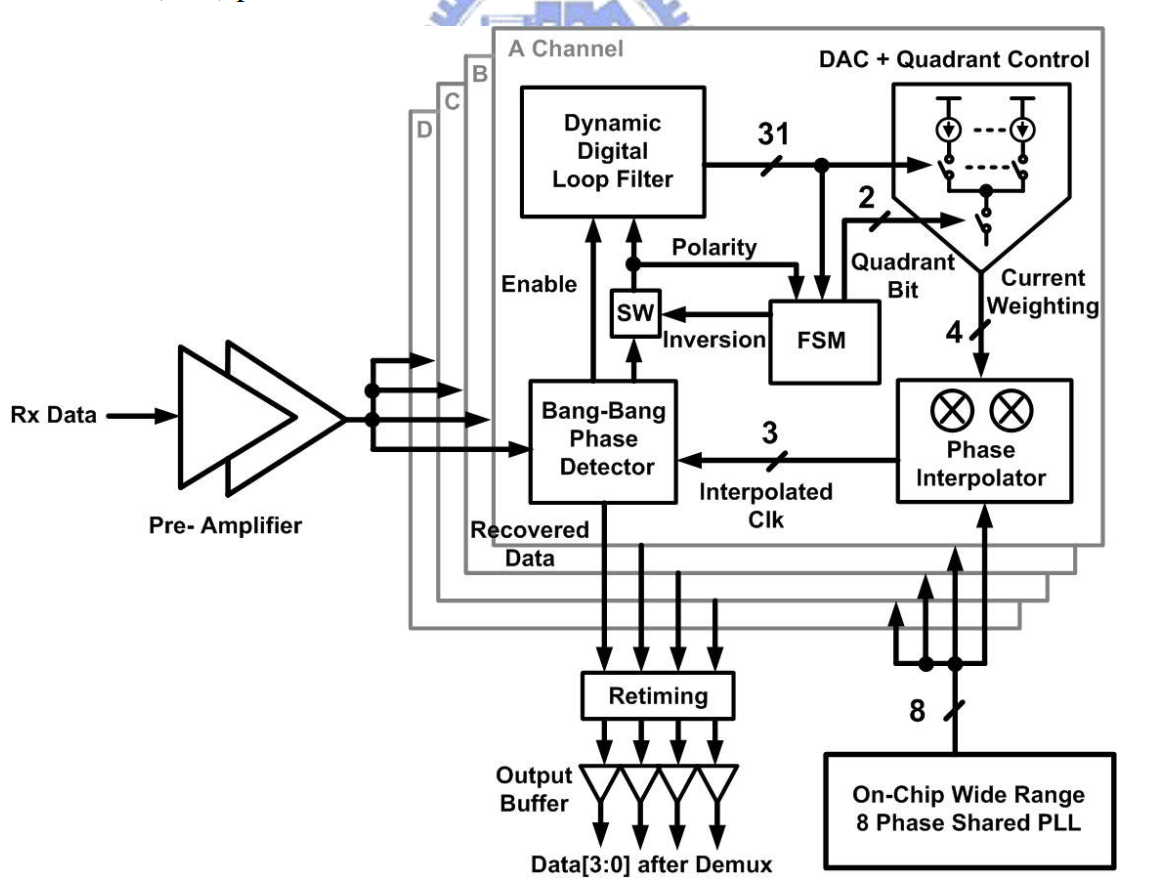 A Channel
B
C
D
DAC + Quadrant Control
Dynamic
Digital
Loop Filter
31
2
Polarity
Enable
Quadrant
Bit
Current
Weighting
SW
Inversion
FSM
4
Rx Data
Pre- Amplifier
Bang-Bang
Phase
Detector
3
Interpolated
Clk
Phase
Interpolator
Recovered
Data
Retiming
8
Output
Buffer
On-Chip Wide Range
8 Phase Shared PLL
Data[3:0] after Demux